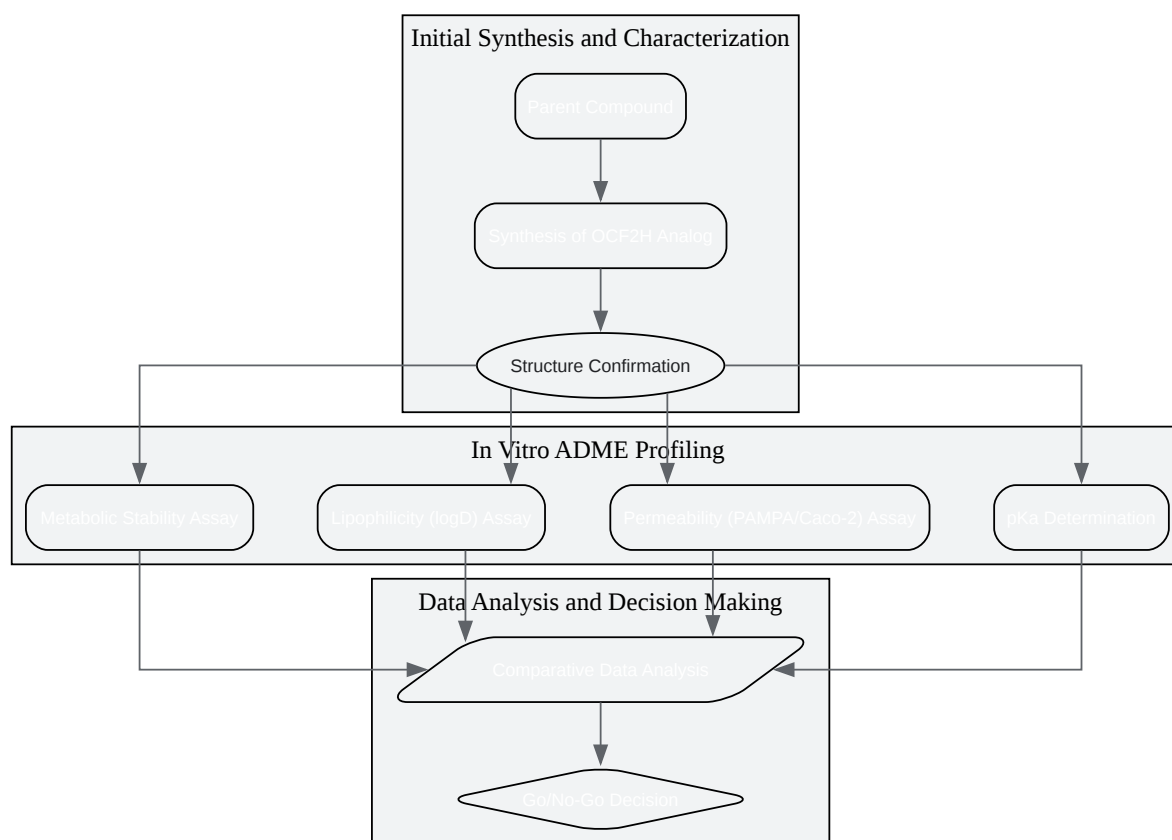 Initial Synthesis and Characterization
Parent Compound
Synthesis of OCF2H Analog
Structure Confirmation
In Vitro ADME Profiling
Metabolic Stability Assay
Lipophilicity (logD) Assay
Permeability (PAMPA/Caco-2) Assay
pKa Determination
Data Analysis and Decision Making
Comparative Data Analysis
Go/No-Go Decision